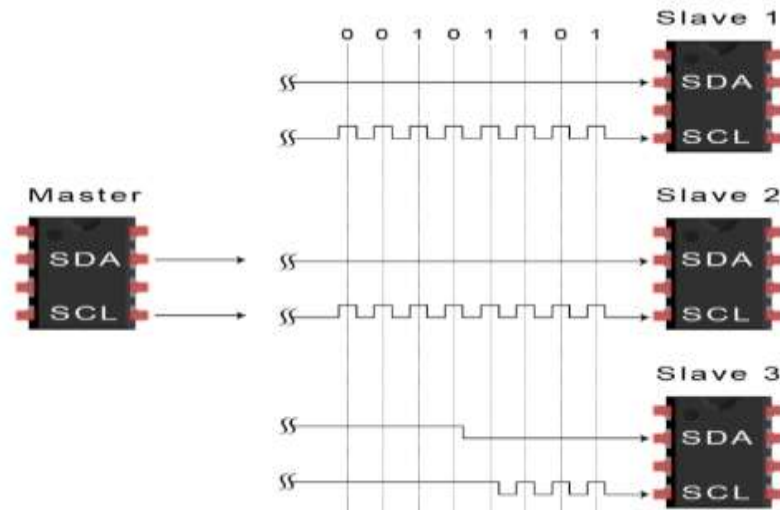 0 0 1 0 1 1 0 1
Slave 1
SDA
SCL
Master
SDA
SCL
Slave 2
SDA
SCL
Slave 3
SDA
SCL